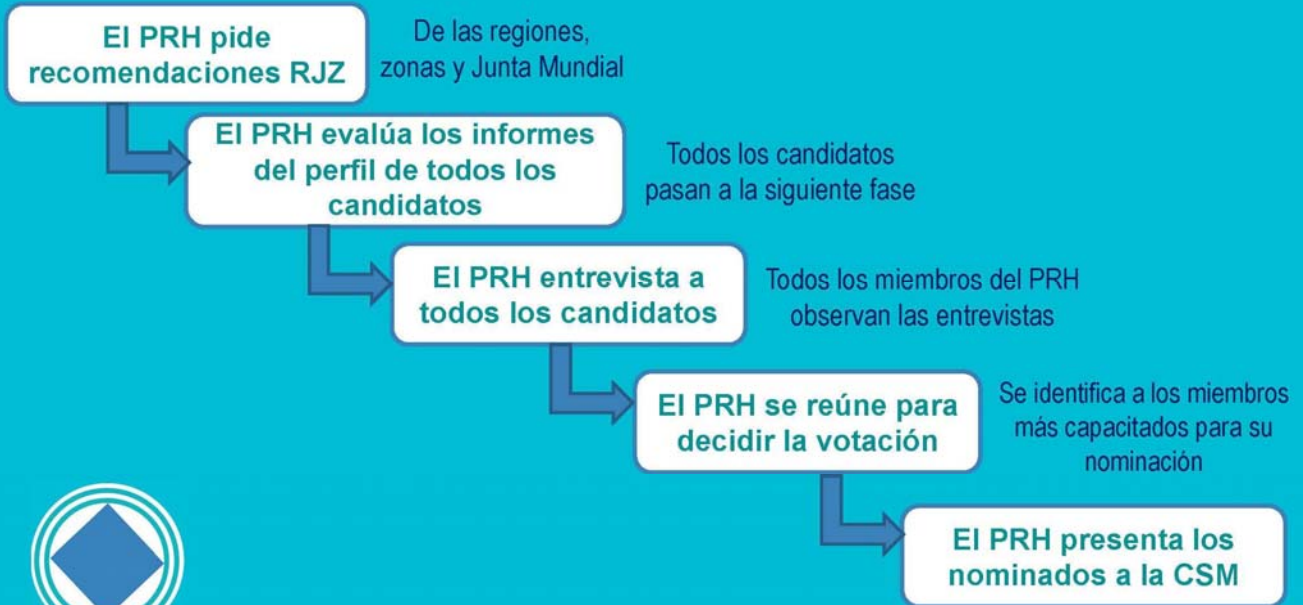 El PRH pide
recomendaciones RJZ
De las regiones,
zonas y Junta Mundial
El PRH evalúa los informes
del perfil de todos los
candidatos
Todos los candidatos
pasan a la siguiente fase
El PRH entrevista a
todos los candidatos
Todos los miembros del PRH
observan las entrevistas
El PRH se reúne para
decidir la votación
Se identifica a los miembros
más capacitados para su
nominación
El PRH presenta los
nominados a la CSM